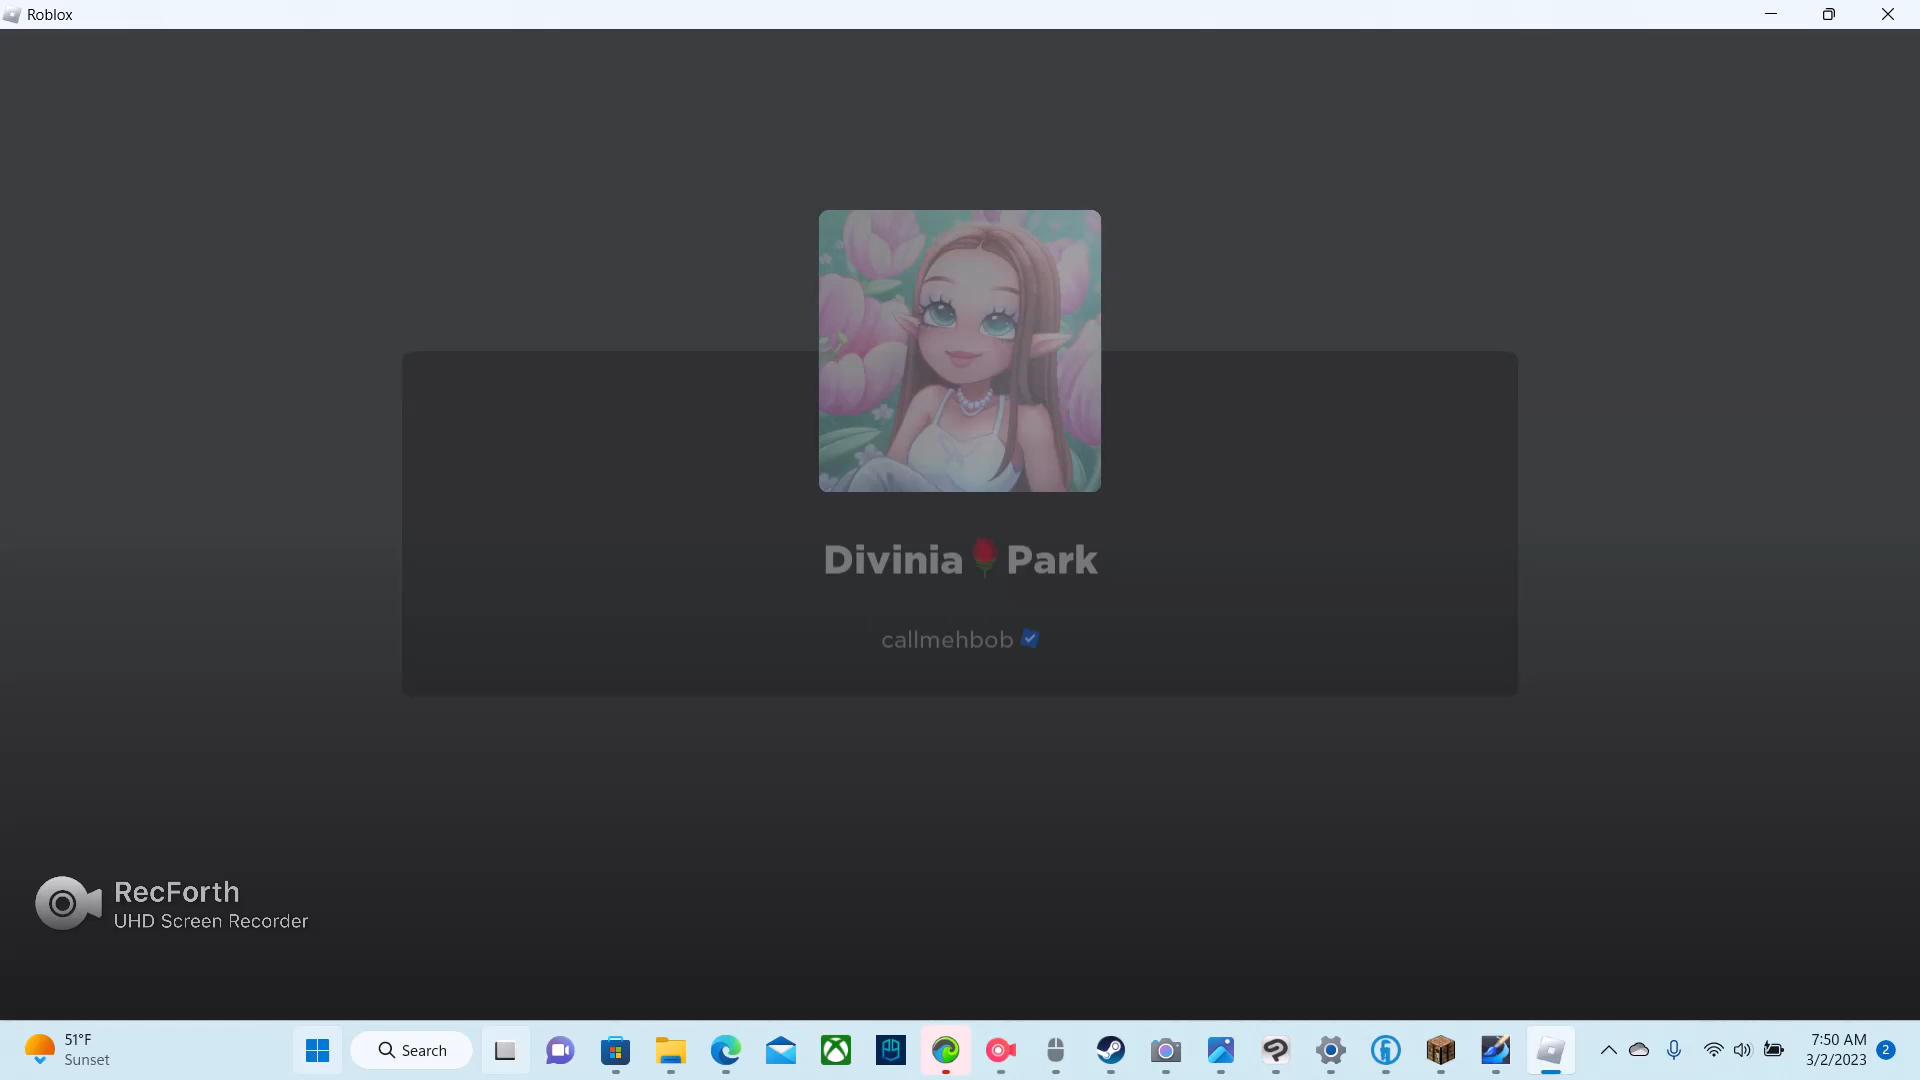 Roblox
Divinia🌹Park
callmehbob
RecForth
UHD Screen Recorder
51°F
Sunset
Search
7:50 AM
3/2/2023
2